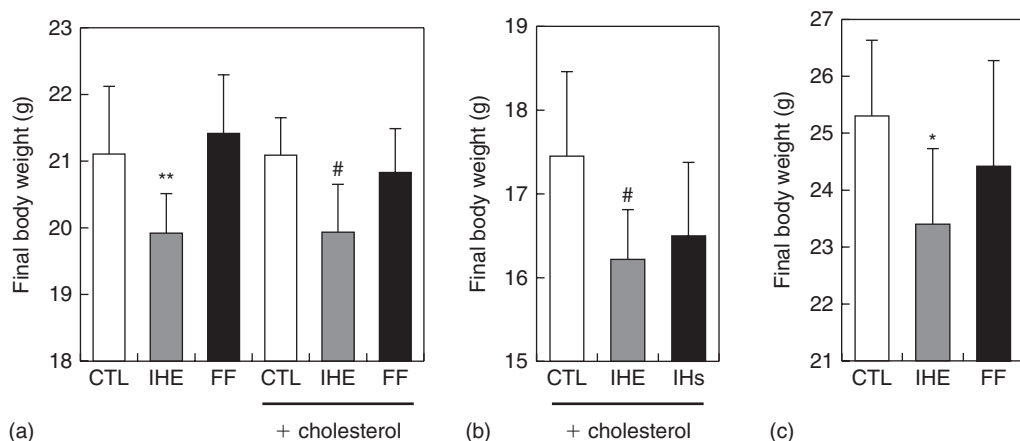 Final body weight (g)
23
22
21
20
19
18
**
#
CTL IHE FF CTL IHE FF
+ cholesterol
(a)
Final body weight (g)
19
18
17
16
15
#
CTL IHE IHs
+ cholesterol
(b)
Final body weight (g)
27
26
25
24
23
22
21
*
CTL IHE FF
(c)